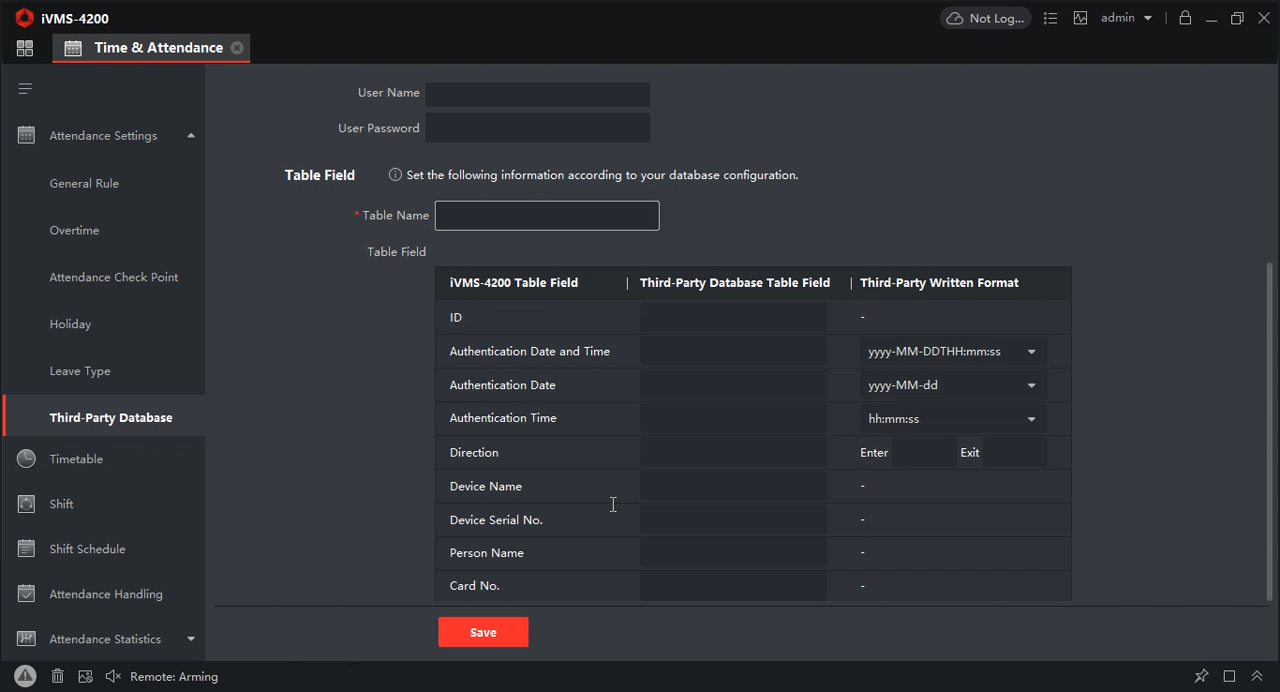 iVMS-4200
Not Log...
admin
Time & Attendance
Attendance Settings
General Rule
Overtime
Attendance Check Point
Holiday
Leave Type
Third-Party Database
Timetable
Shift
Shift Schedule
Attendance Handling
Attendance Statistics
User Name
User Password
Table Field Set the following information according to your database configuration.
* Table Name
Table Field
iVMS-4200 Table Field | Third-Party Database Table Field | Third-Party Written Format
ID -
Authentication Date and Time yyyy-MM-DDTHH:mm:ss
Authentication Date yyyy-MM-dd
Authentication Time hh:mm:ss
Direction Enter Exit
Device Name -
Device Serial No. -
Person Name -
Card No. -
Save
Remote: Arming